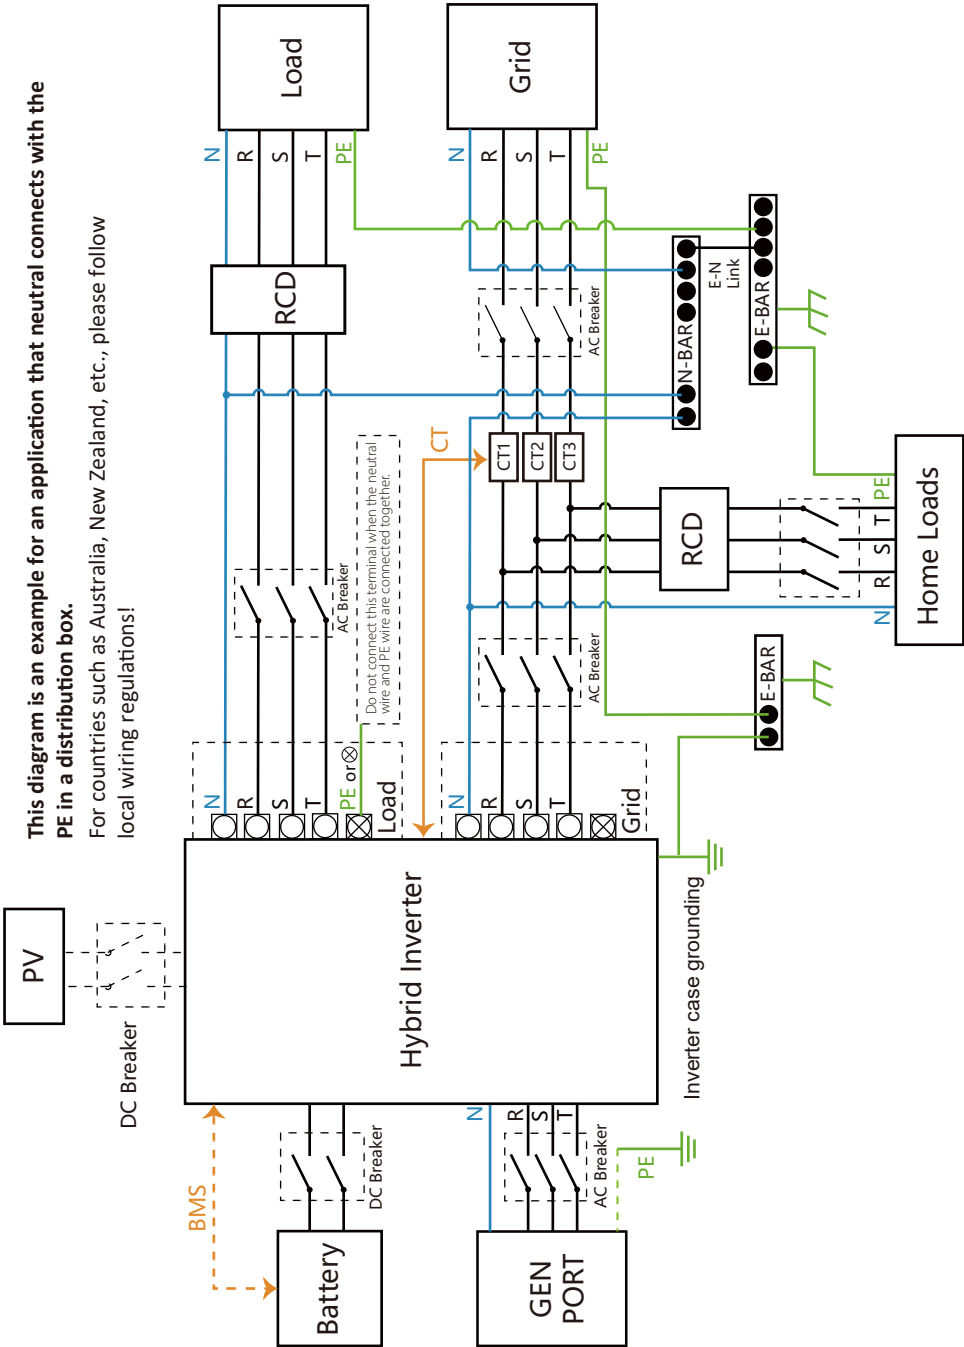 This diagram is an example for an application that neutral connects with the
PE in a distribution box.
For countries such as Australia, New Zealand, etc., please follow
local wiring regulations!
PV
DC Breaker
BMS
Battery
DC Breaker
Hybrid Inverter
N
R
S
T
PE or
Load
AC Breaker
Do not connect this terminal when the neutral
wire and PE wire are connected together.
RCD
N
R
S
T
PE
Load
CT
GEN
PORT
N
R
S
T
AC Breaker
PE
N
R
S
T
Grid
AC Breaker
CT1
CT2
CT3
AC Breaker
N
R
S
T
PE
Grid
Inverter case grounding
RCD
N-BAR
E-N
Link
E-BAR
E-BAR
N
R
S
T
PE
Home Loads